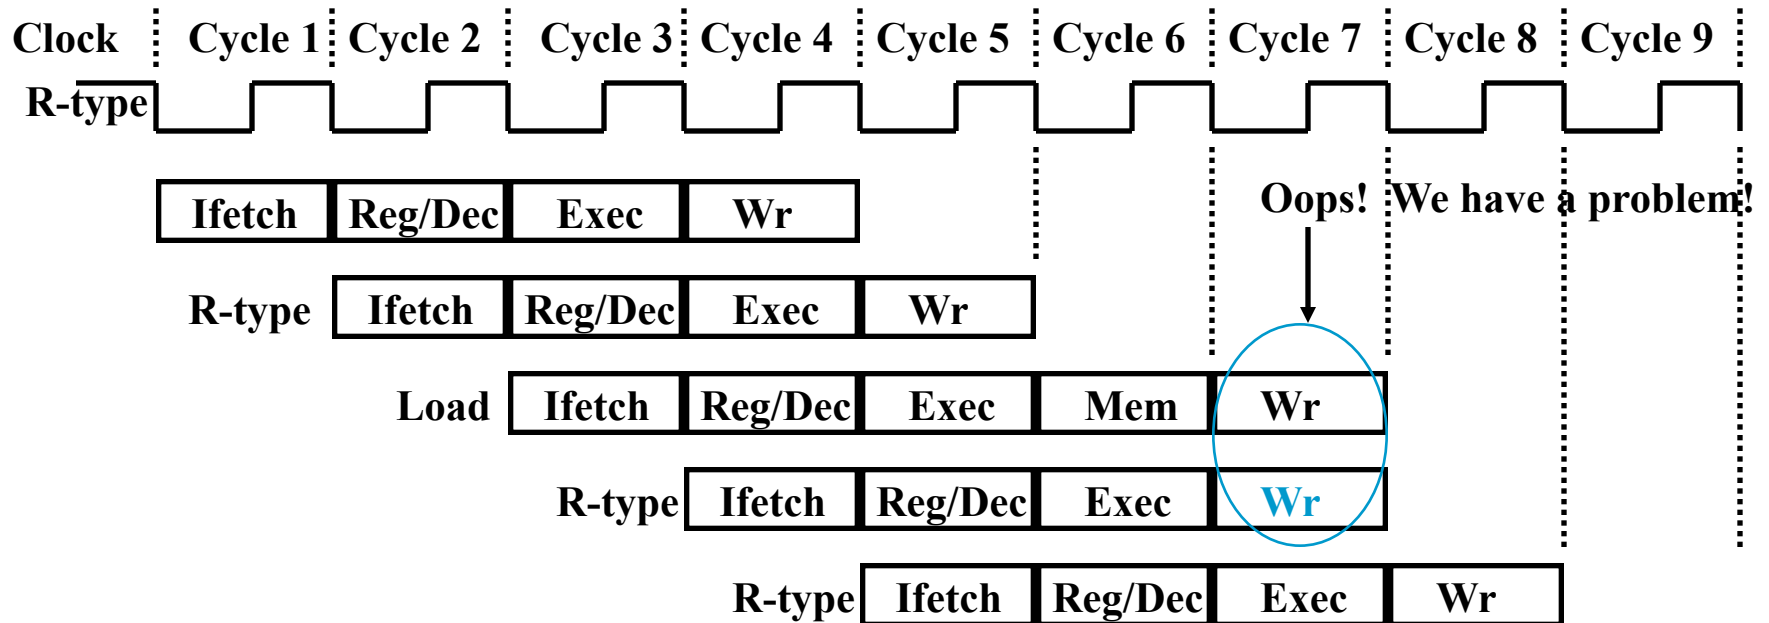 Clock Cycle 1 Cycle 2 Cycle 3 Cycle 4 Cycle 5 Cycle 6 Cycle 7 Cycle 8 Cycle 9
R-type
Oops! We have a problem!
Ifetch Reg/Dec Exec Wr
R-type Ifetch Reg/Dec Exec Wr
Load Ifetch Reg/Dec Exec Mem Wr
R-type Ifetch Reg/Dec Exec Wr
R-type Ifetch Reg/Dec Exec Wr